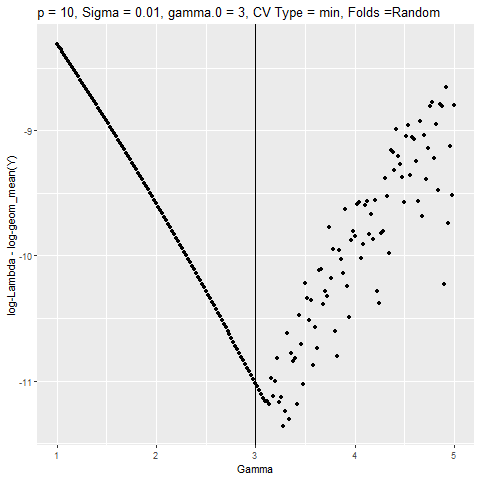 p = 10, Sigma = 0.01, gamma.0 = 3, CV Type = min, Folds =Random
log-Lambda - log-geom_mean(Y)
-9
-10
-11
1 2 3 4 5
Gamma